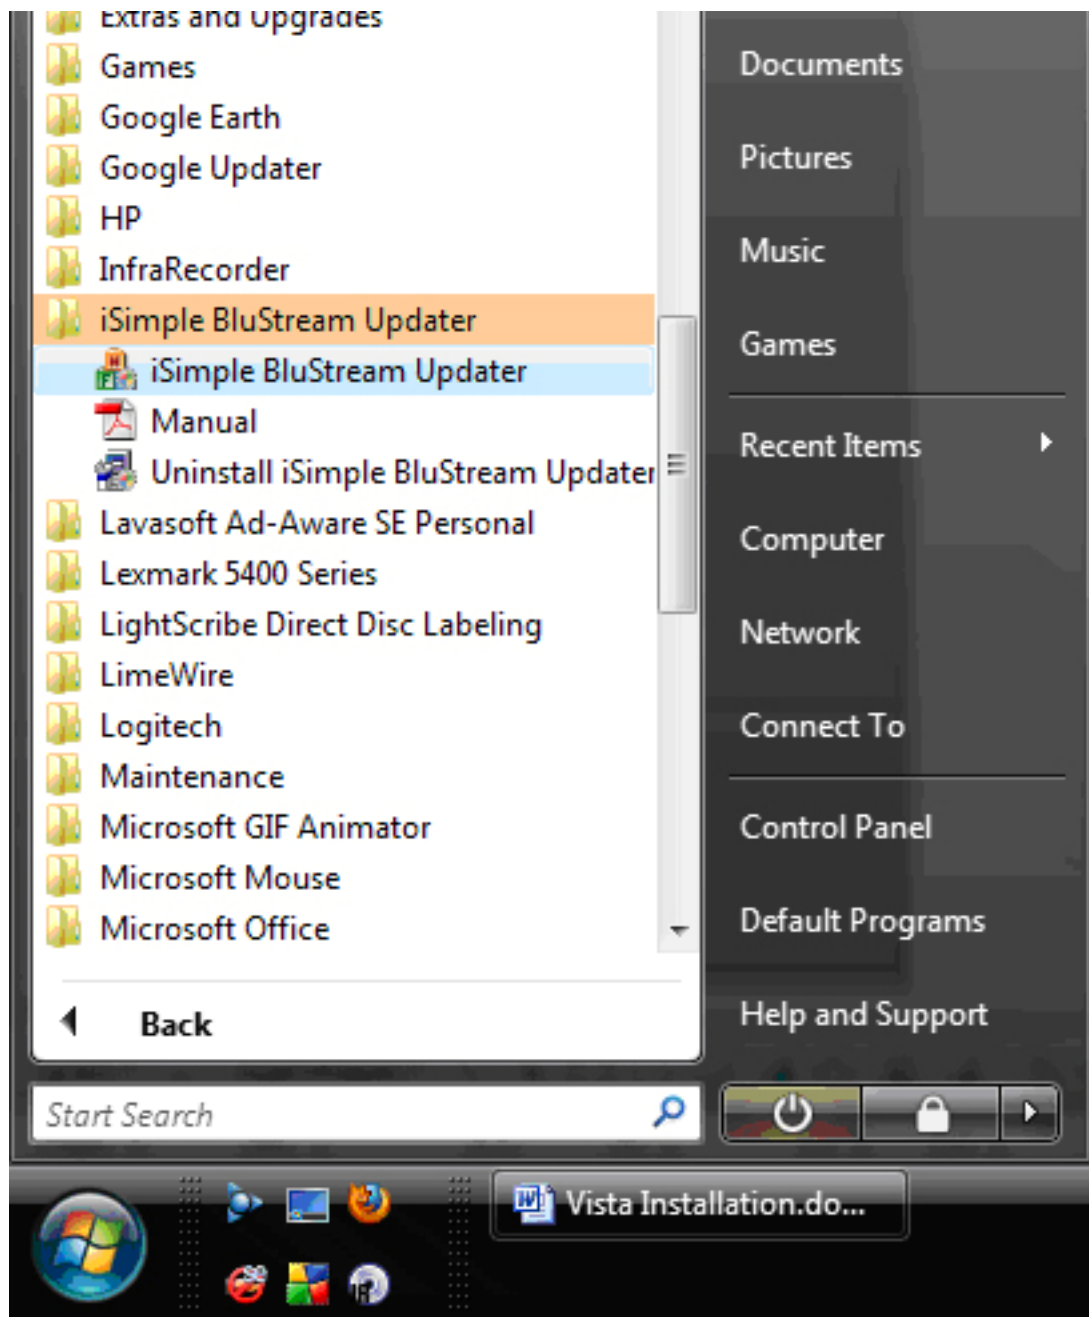 Extras and Upgrades
Games
Google Earth
Google Updater
HP
InfraRecorder
iSimple BluStream Updater
iSimple BluStream Updater
Manual
Uninstall iSimple BluStream Updater
Lavasoft Ad-Aware SE Personal
Lexmark 5400 Series
LightScribe Direct Disc Labeling
LimeWire
Logitech
Maintenance
Microsoft GIF Animator
Microsoft Mouse
Microsoft Office
Back
Start Search
Documents
Pictures
Music
Games
Recent Items
Computer
Network
Connect To
Control Panel
Default Programs
Help and Support
Vista Installation.do...